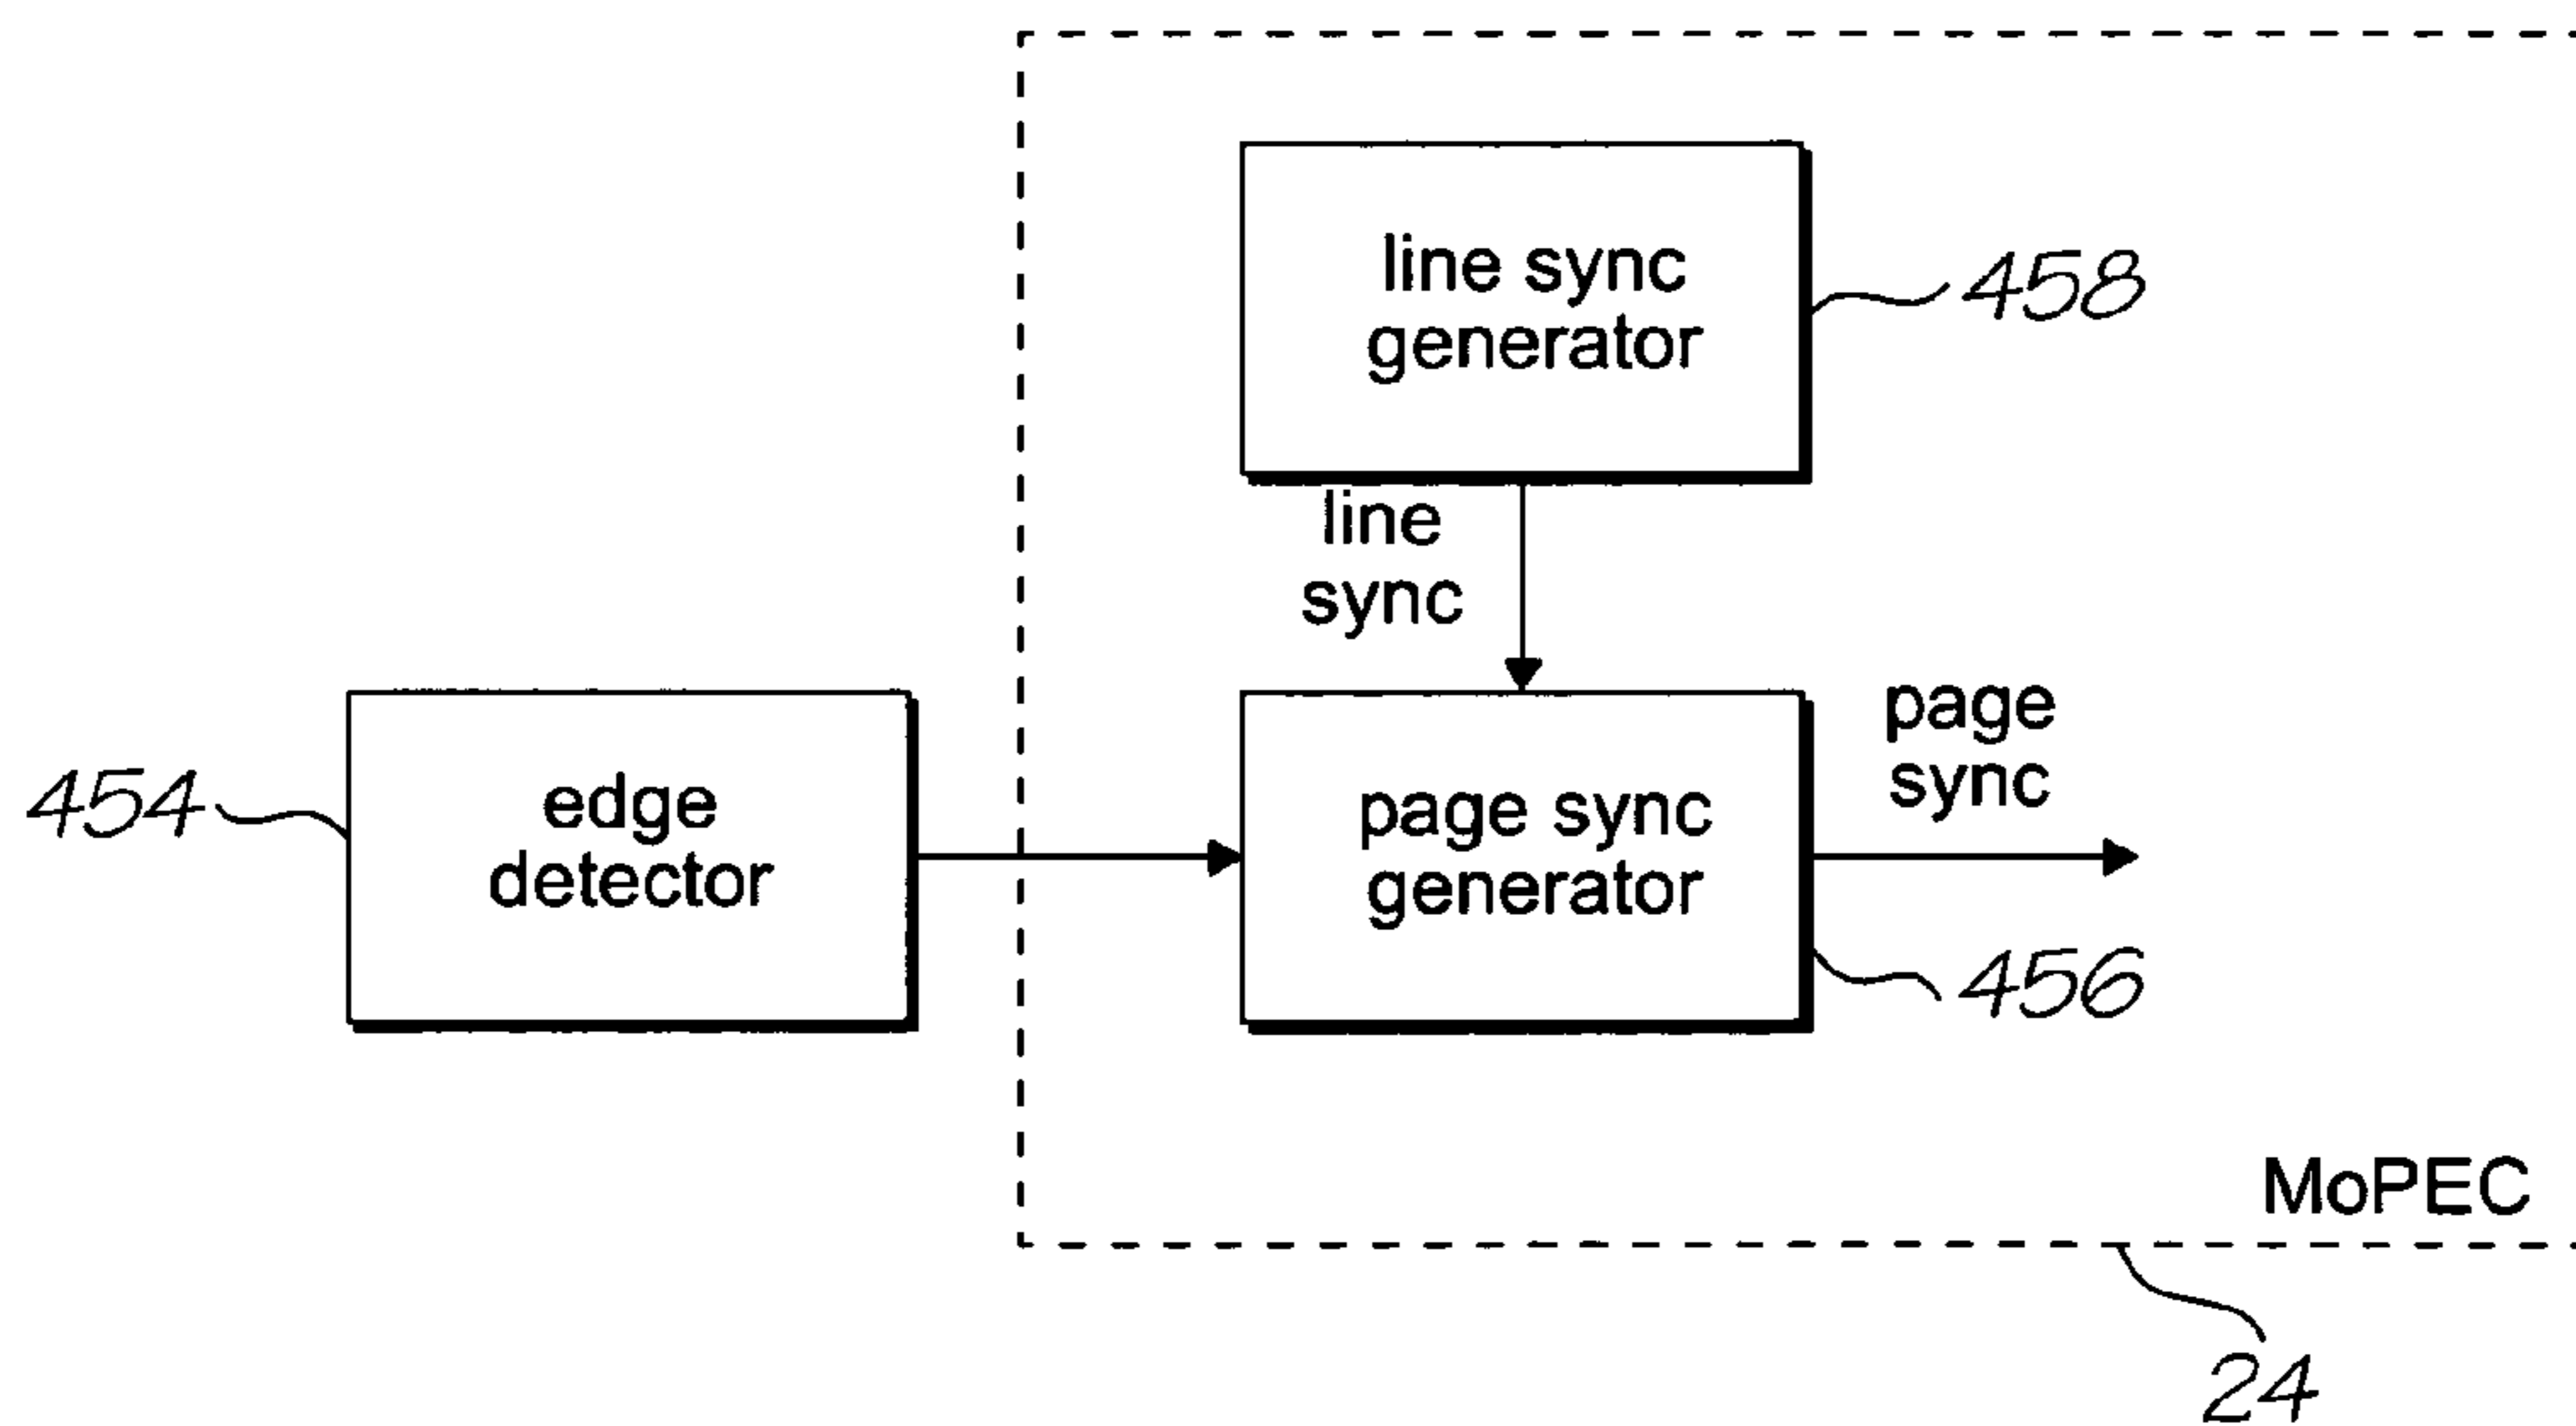 line sync
generator
458
line
sync
454
edge
detector
page sync
generator
page
sync
456
MoPEC
24